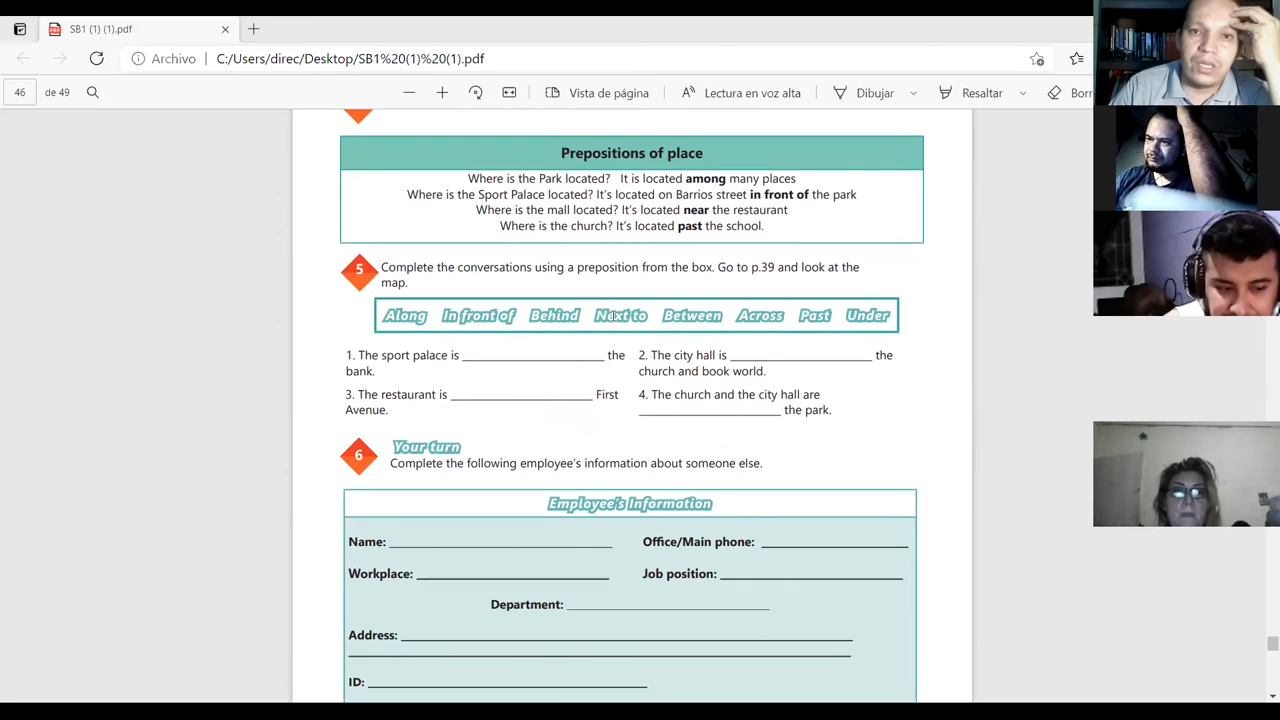 SB1 (1) (1).pdf
Archivo C:/Users/direc/Desktop/SB1%20(1)%20(1).pdf
46 de 49 Vista de página Lectura en voz alta Dibujar Resaltar
Prepositions of place
Where is the Park located? It is located among many places
Where is the Sport Palace located? It's located on Barrios street in front of the park
Where is the mall located? It's located near the restaurant
Where is the church? It's located past the school.
5 Complete the conversations using a preposition from the box. Go to p.39 and look at the
map.
Along In front of Behind Next to Between Across Past Under
1. The sport palace is ____________________ the
bank.
2. The city hall is ____________________ the
church and book world.
3. The restaurant is ____________________ First
Avenue.
4. The church and the city hall are
____________________ the park.
6 Your turn
Complete the following employee's information about someone else.
Employee's Information
Name: ____________________ Office/Main phone: ____________________
Workplace: ____________________ Job position: ____________________
Department: ____________________
Address: ____________________
____________________
ID: ____________________